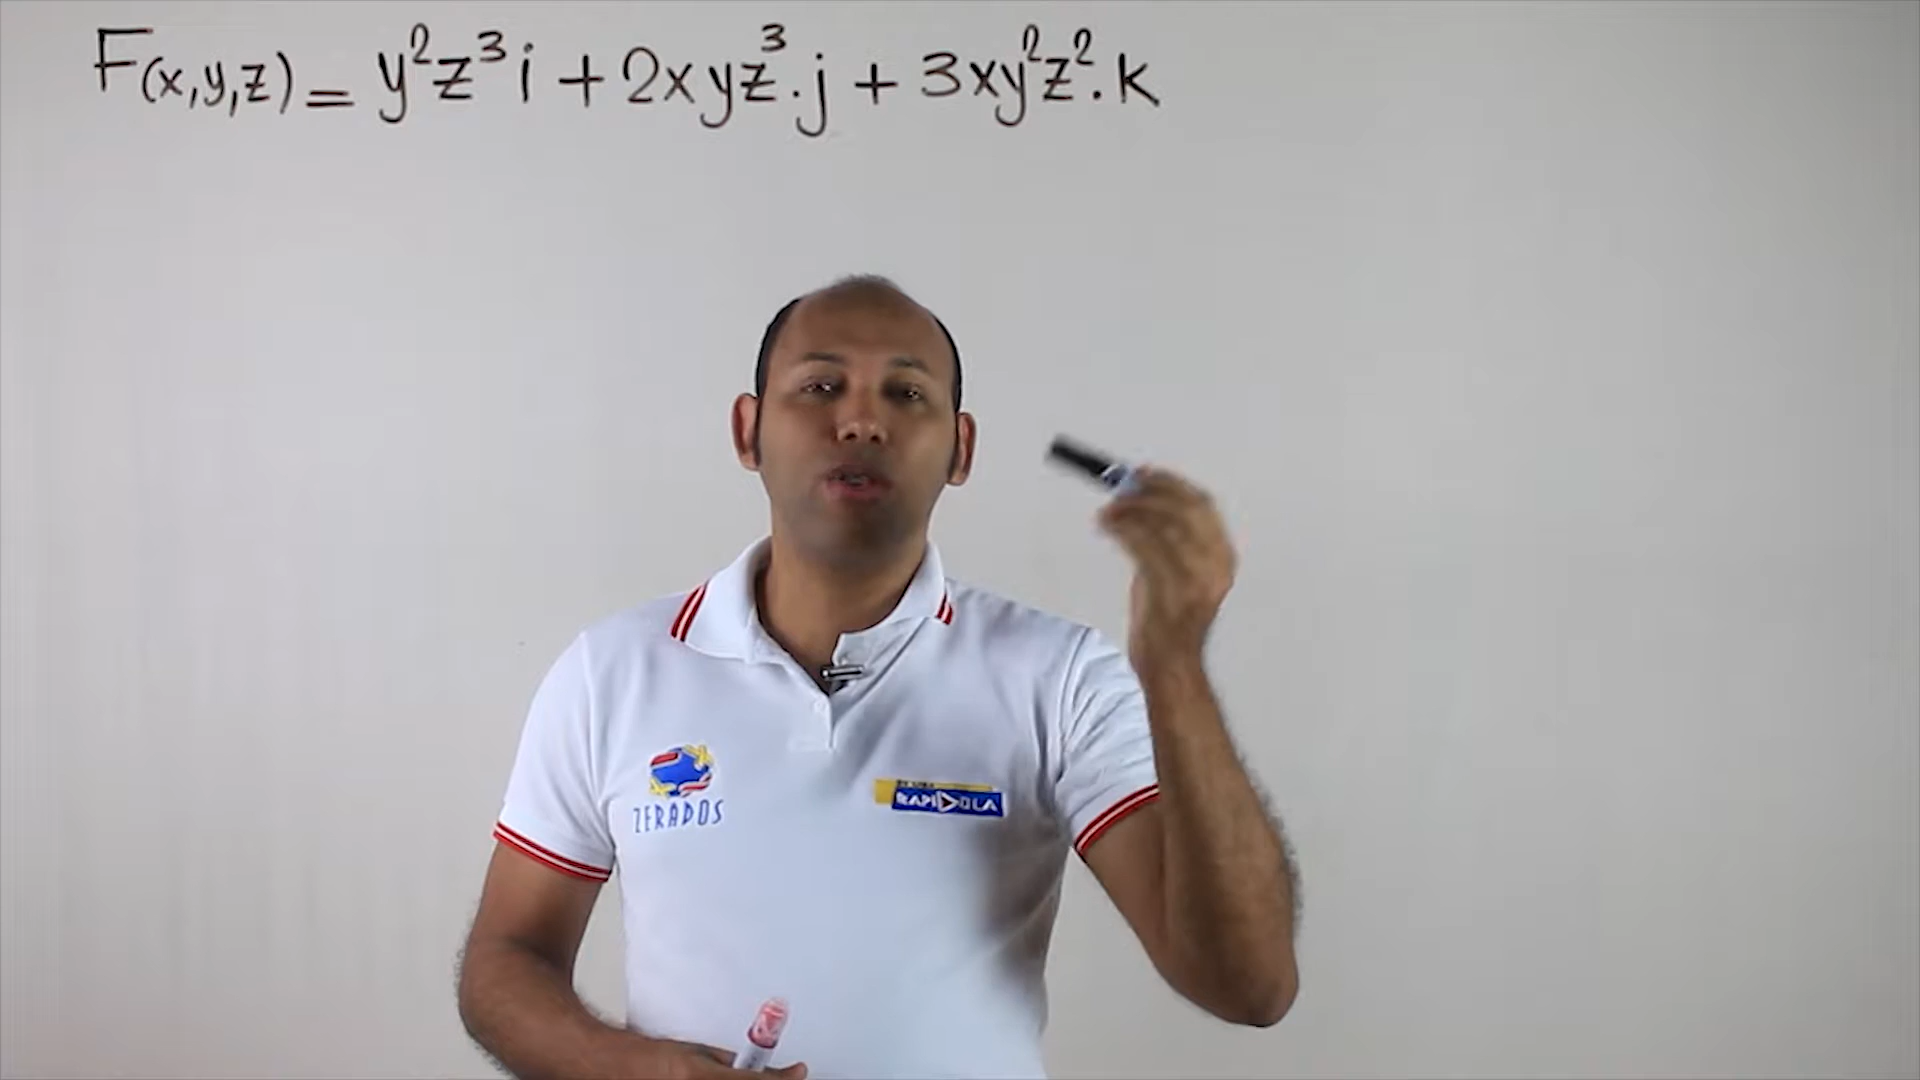 F(x,y,z) = y²z³i + 2xyz³.j + 3xy²z².k
ZERADOS
RAPIDOLA